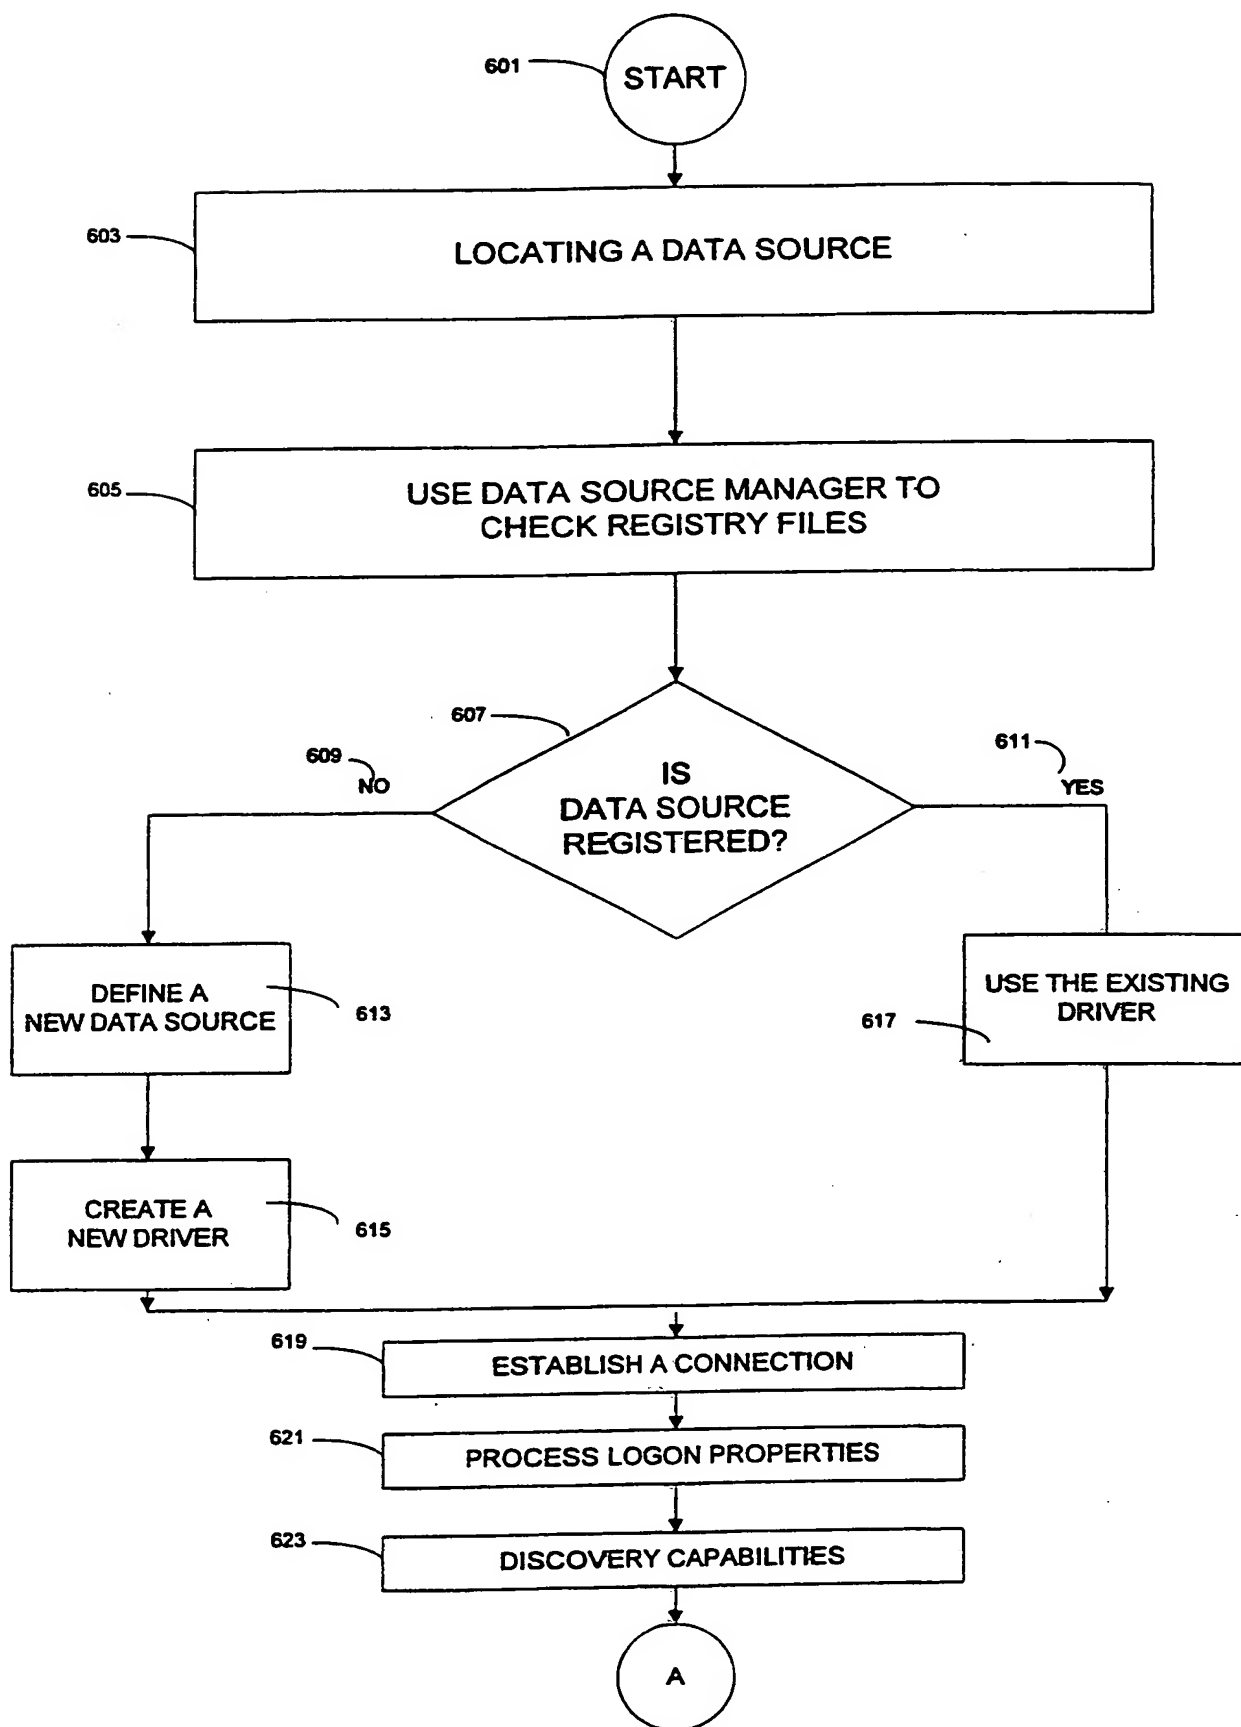 601
START
603
LOCATING A DATA SOURCE
605
USE DATA SOURCE MANAGER TO
CHECK REGISTRY FILES
607
609
NO
611
YES
IS
DATA SOURCE
REGISTERED?
DEFINE A
NEW DATA SOURCE
613
USE THE EXISTING
DRIVER
617
CREATE A
NEW DRIVER
615
619
ESTABLISH A CONNECTION
621
PROCESS LOGON PROPERTIES
623
DISCOVERY CAPABILITIES
A